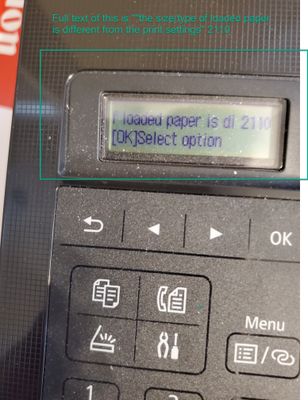 Full text of this is ""the size/type of loaded paper
is different from the print settings" 2110
loaded paper is di 2110
[OK]Select option
OK
Menu
1